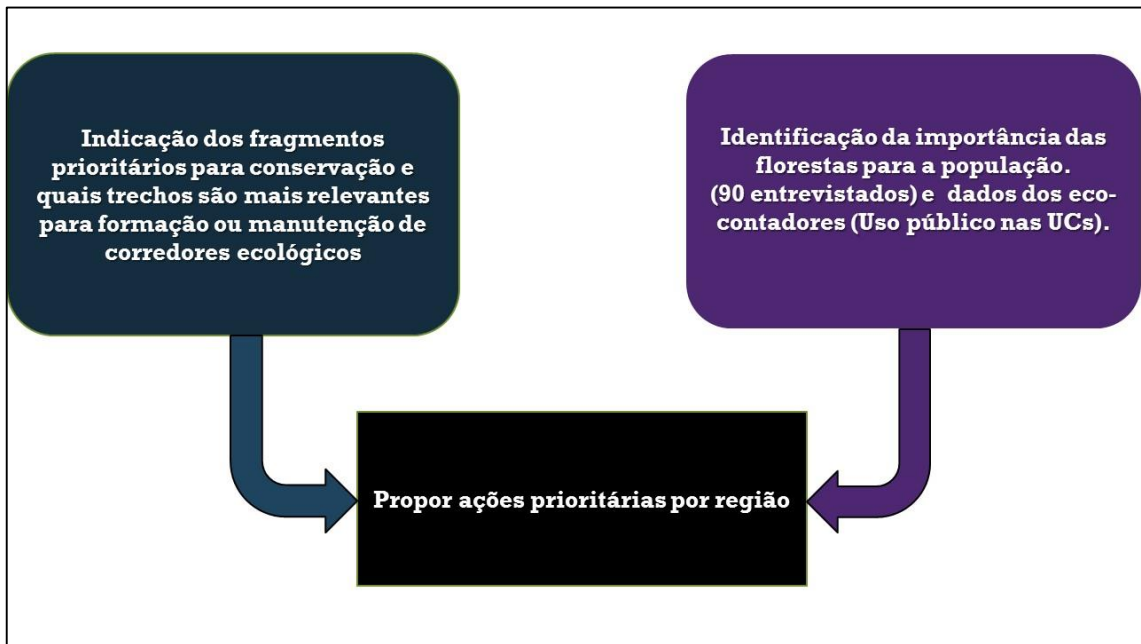 Indicação dos fragmentos
prioritários para conservação e
quais trechos são mais relevantes
para formação ou manutenção de
corredores ecológicos
Identificação da importância das
florestas para a população.
(90 entrevistados) e dados dos eco-
contadores (Uso público nas UCs).
Propor ações prioritárias por região